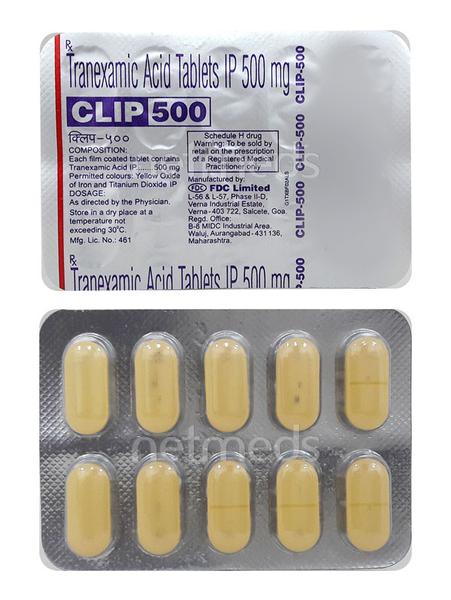 Rx
Tranexamic Acid Tablets IP 500 mg
CLIP 500
क्लिप-५००
COMPOSITION:
Each film coated tablet contains
Tranexamic Acid IP ...... 500 mg
Permitted colours: Yellow Oxide
of Iron and Titanium Dioxide IP
DOSAGE:
As directed by the Physician.
Store in a dry place at a
temperature not
exceeding 30°C.
Mfg. Lic. No.: 461
Schedule H drug
Warning: To be sold by
retail on the prescription
of a Registered Medical
Practitioner only
Manufactured by:
FDC FDC Limited
L-56 & L-57, Phase II-D,
Verna Industrial Estate,
Verna - 403 722, Salcete, Goa.
Regd. Office:
B-8 MIDC Industrial Area,
Waluj, Aurangabad - 431 136,
Maharashtra.
CLIP-500
CLIP-500
CLIP-500
P-500
Rx
Tranexamic Acid Tablets IP 500 mg
netmeds
netmeds